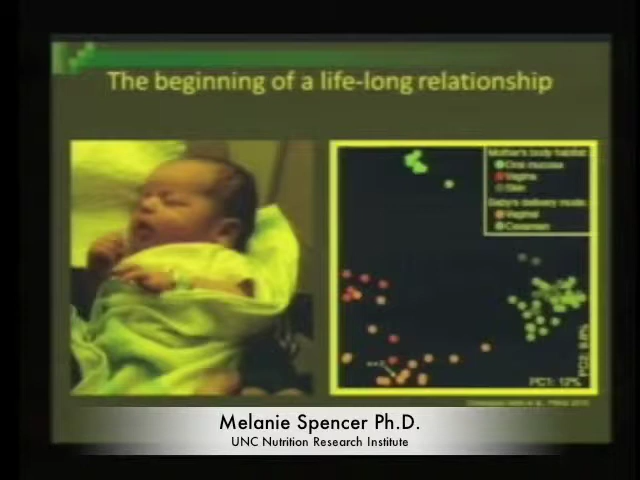 The beginning of a life-long relationship
Mother's body habitat
Oral mucosa
Vagina
Skin
Baby's delivery mode
Vaginal
Cesarean
PC2: 9.8%
PC1: 12%
Melanie Spencer Ph.D.
UNC Nutrition Research Institute